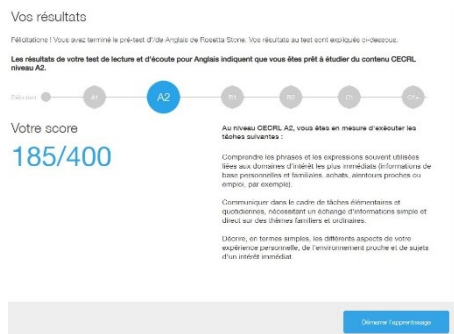 Vos résultats
Félicitations ! Vous avez terminé le pré-test d'/de Anglais de Rosetta Stone. Vos résultats au test sont expliqués ci-dessous.
Les résultats de votre test de lecture et d'écoute pour Anglais indiquent que vous êtes prêt à étudier du contenu CECRL
niveau A2.
Débutant A1 A2 B1 B2 C1 C1+
Votre score
185/400
Au niveau CECRL A2, vous êtes en mesure d'exécuter les
tâches suivantes :
Comprendre les phrases et les expressions souvent utilisées
liées aux domaines d'intérêt les plus immédiats (informations de
base personnelles et familiales, achats, alentours proches ou
emploi, par exemple).
Communiquer dans le cadre de tâches élémentaires et
quotidiennes, nécessitant un échange d'informations simple et
direct sur des thèmes familiers et ordinaires.
Décrire, en termes simples, les différents aspects de votre
expérience personnelle, de l'environnement proche et de sujets
d'un intérêt immédiat.
Démarrer l'apprentissage